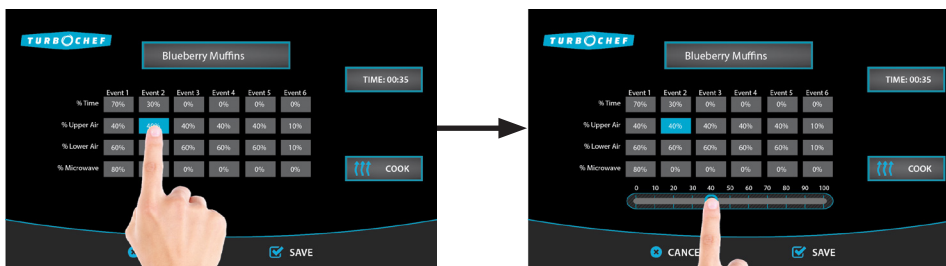 TURBOCHEF
Blueberry Muffins
TIME: 00:35
Event 1 Event 2 Event 3 Event 4 Event 5 Event 6
% Time 70% 30% 0% 0% 0% 0%
% Upper Air 40% 40% 40% 40% 10%
% Lower Air 60% 60% 60% 60% 10%
% Microwave 80% 0% 0% 0% 0%
COOK
SAVE
TURBOCHEF
Blueberry Muffins
TIME: 00:35
Event 1 Event 2 Event 3 Event 4 Event 5 Event 6
% Time 70% 30% 0% 0% 0% 0%
% Upper Air 40% 40% 40% 40% 40% 10%
% Lower Air 60% 60% 60% 60% 60% 10%
% Microwave 80% 0% 0% 0% 0% 0%
COOK
0 10 20 30 40 50 60 70 80 90 100
CANCE SAVE